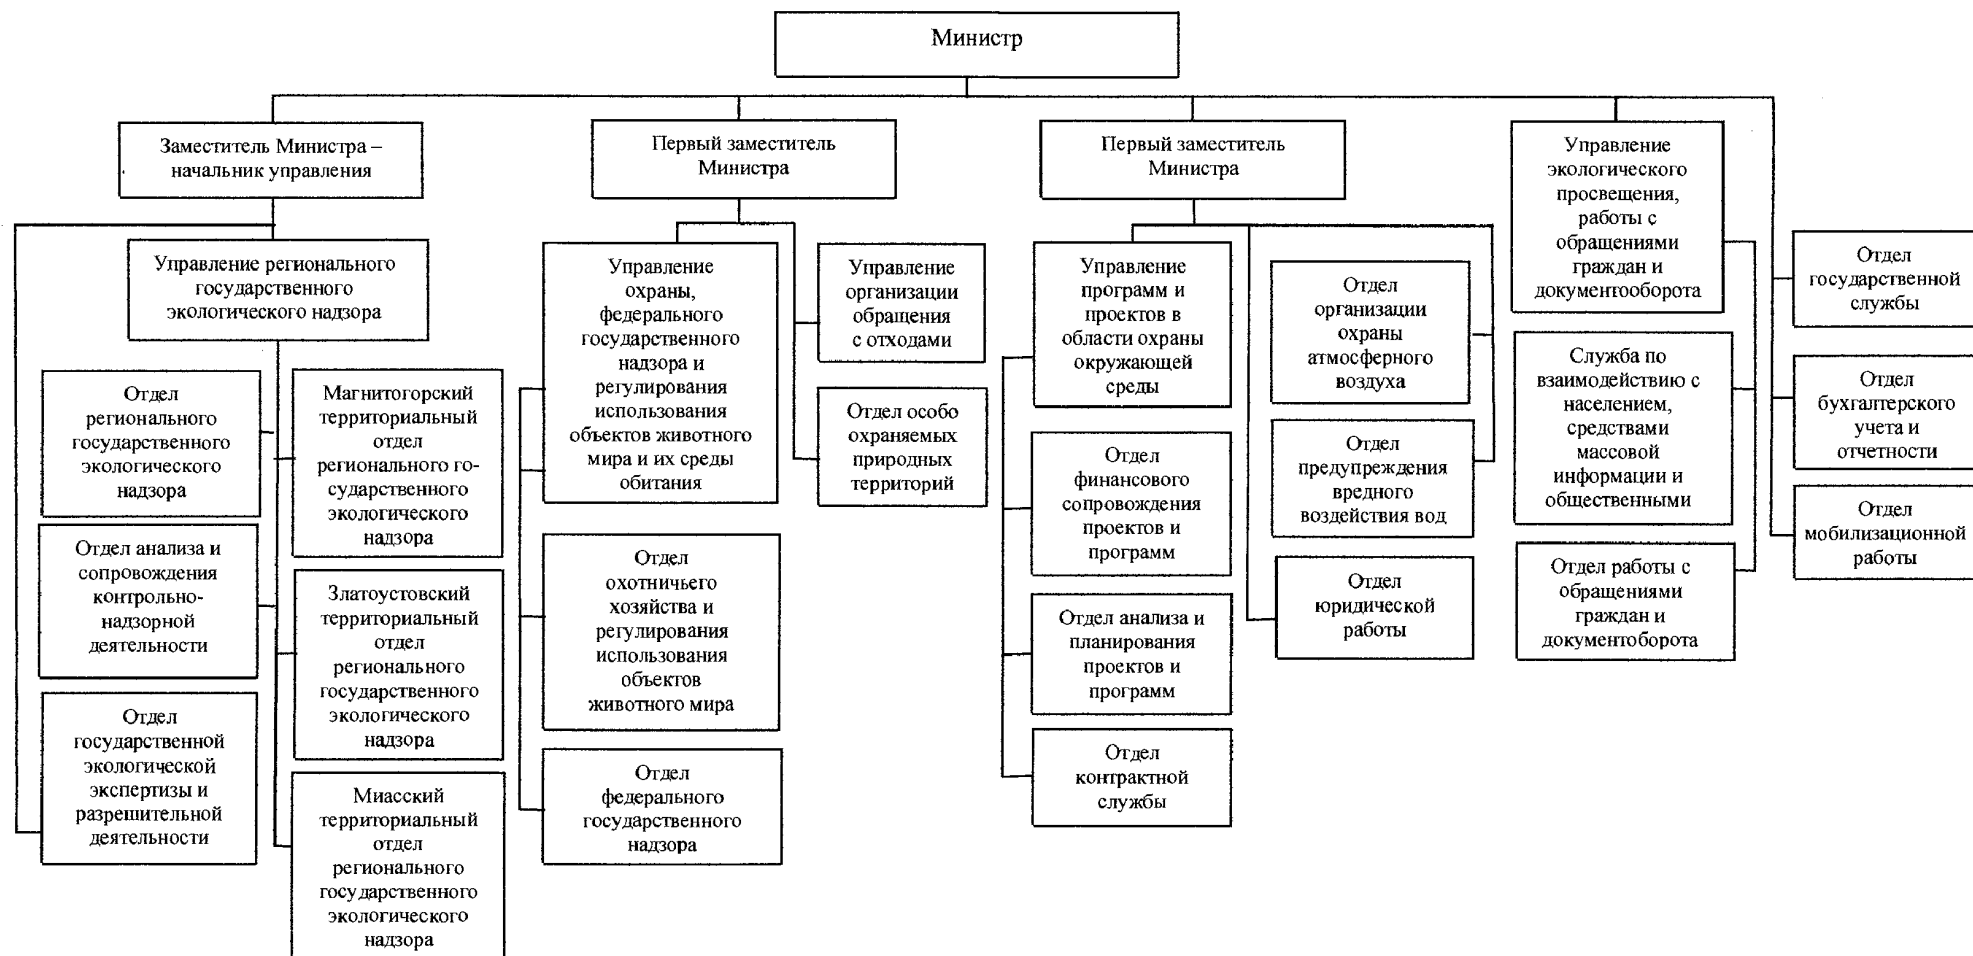 Министр
Заместитель Министра –
начальник управления
Первый заместитель
Министра
Первый заместитель
Министра
Управление
экологического
просвещения,
работы с
обращениями
граждан и
документооборота
Управление регионального
государственного
экологического надзора
Отдел
регионального
государственного
экологического
надзора
Отдел анализа и
сопровождения
контрольно-
надзорной
деятельности
Отдел
государственной
экологической
экспертизы и
разрешительной
деятельности
Магнитогорский
территориальный
отдел
регионального го-
сударственного
экологического
надзора
Златоустовский
территориальный
отдел
регионального
государственного
экологического
надзора
Миасский
территориальный
отдел
регионального
государственного
экологического
надзора
Управление
охраны,
федерального
государственного
надзора и
регулирования
использования
объектов животного
мира и их среды
обитания
Отдел
охотничьего
хозяйства и
регулирования
использования
объектов
животного мира
Отдел
федерального
государственного
надзора
Управление
организации
обращения
с отходами
Отдел особо
охраняемых
природных
территорий
Управление
программ и
проектов в
области охраны
окружающей
среды
Отдел
финансового
сопровождения
проектов и
программ
Отдел анализа и
планирования
проектов и
программ
Отдел
контрактной
службы
Отдел
организации
охраны
атмосферного
воздуха
Отдел
предупреждения
вредного
воздействия вод
Отдел
юридической
работы
Служба по
взаимодействию с
населением,
средствами
массовой
информации и
общественными
Отдел работы с
обращениями
граждан и
документоборота
Отдел
государственной
службы
Отдел
бухгалтерского
учета и
отчетности
Отдел
мобилизационной
работы